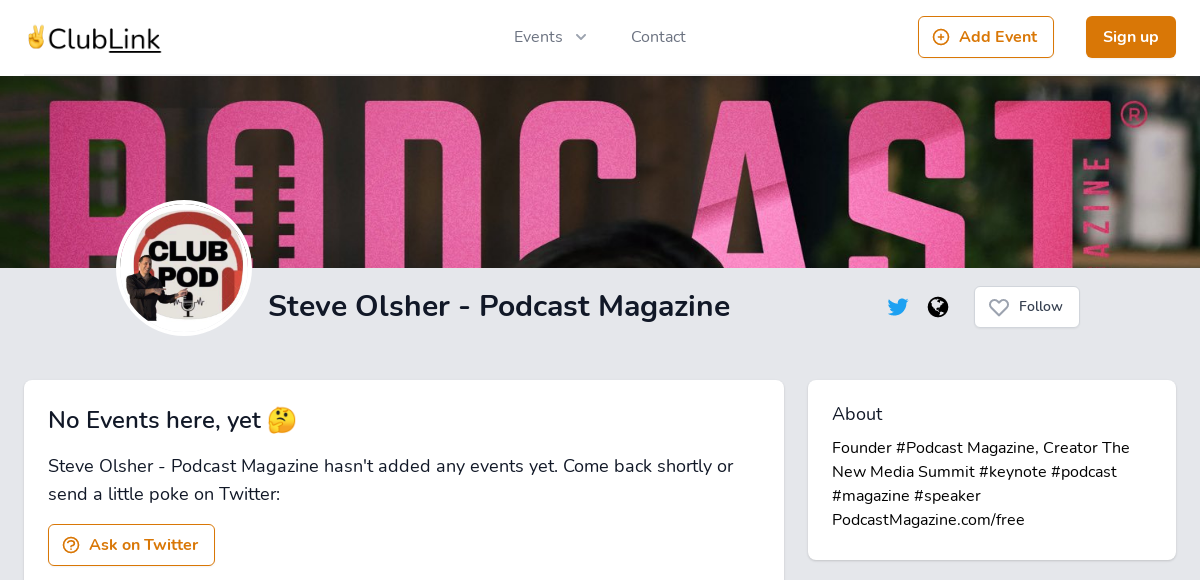 ✌️ClubLink
Events
Contact
Add Event
Sign up
PODCAST®
AZINE
CLUB
POD
Steve Olsher - Podcast Magazine
Follow
No Events here, yet 🤔
Steve Olsher - Podcast Magazine hasn't added any events yet. Come back shortly or
send a little poke on Twitter:
Ask on Twitter
About
Founder #Podcast Magazine, Creator The
New Media Summit #keynote #podcast
#magazine #speaker
PodcastMagazine.com/free